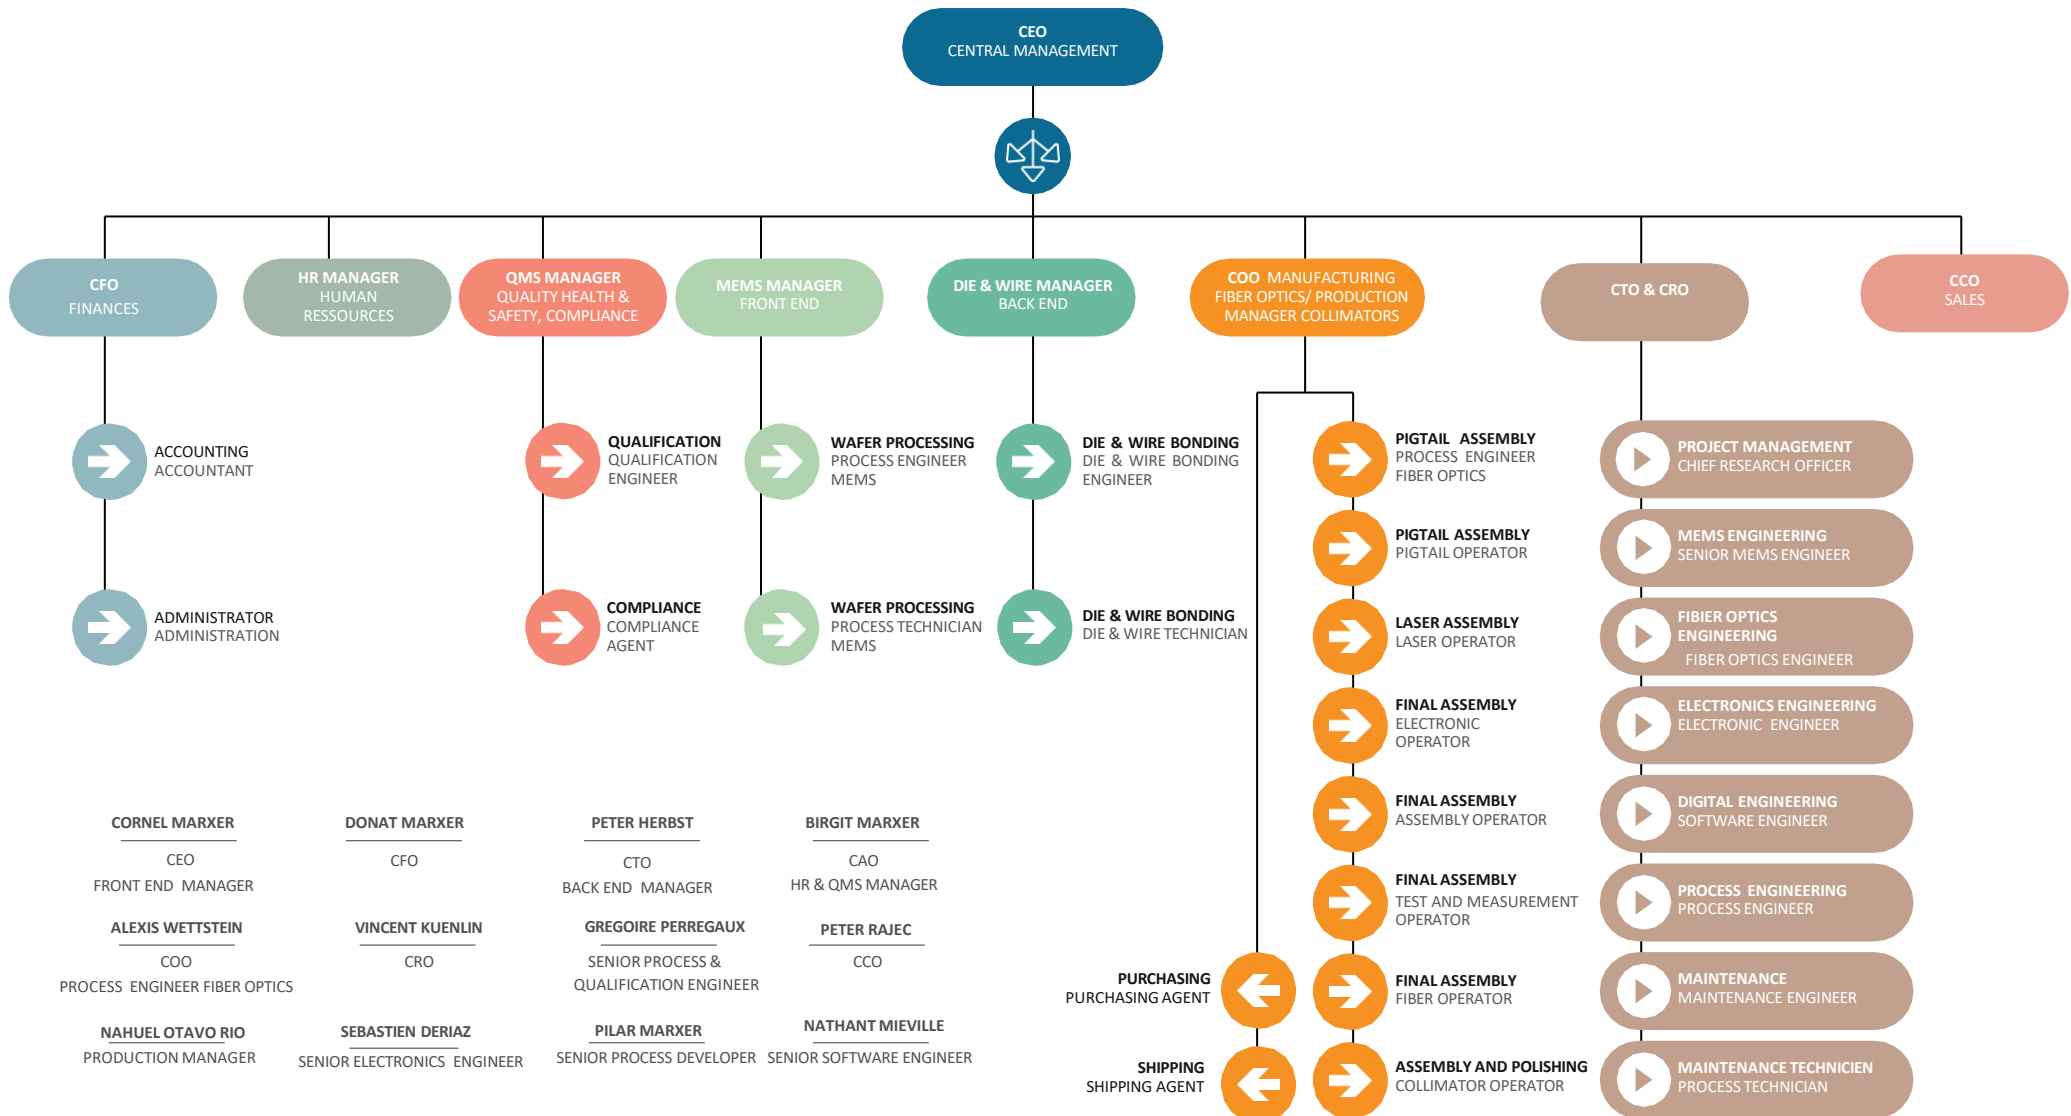 CEO
CENTRAL MANAGEMENT
CFO
FINANCES
HR MANAGER
HUMAN
RESSOURCES
QMS MANAGER
QUALITY HEALTH &
SAFETY, COMPLIANCE
MEMS MANAGER
FRONT END
DIE & WIRE MANAGER
BACK END
COO MANUFACTURING
FIBER OPTICS/ PRODUCTION
MANAGER COLLIMATORS
CTO & CRO
CCO
SALES
ACCOUNTING
ACCOUNTANT
ADMINISTRATOR
ADMINISTRATION
QUALIFICATION
QUALIFICATION
ENGINEER
COMPLIANCE
COMPLIANCE
AGENT
WAFER PROCESSING
PROCESS ENGINEER
MEMS
WAFER PROCESSING
PROCESS TECHNICIAN
MEMS
DIE & WIRE BONDING
DIE & WIRE BONDING
ENGINEER
DIE & WIRE BONDING
DIE & WIRE TECHNICIAN
PIGTAIL ASSEMBLY
PROCESS ENGINEER
FIBER OPTICS
PIGTAIL ASSEMBLY
PIGTAIL OPERATOR
LASER ASSEMBLY
LASER OPERATOR
FINAL ASSEMBLY
ELECTRONIC
OPERATOR
FINAL ASSEMBLY
ASSEMBLY OPERATOR
FINAL ASSEMBLY
TEST AND MEASUREMENT
OPERATOR
FINAL ASSEMBLY
FIBER OPERATOR
ASSEMBLY AND POLISHING
COLLIMATOR OPERATOR
PURCHASING
PURCHASING AGENT
SHIPPING
SHIPPING AGENT
PROJECT MANAGEMENT
CHIEF RESEARCH OFFICER
MEMS ENGINEERING
SENIOR MEMS ENGINEER
FIBIER OPTICS
ENGINEERING
FIBER OPTICS ENGINEER
ELECTRONICS ENGINEERING
ELECTRONIC ENGINEER
DIGITAL ENGINEERING
SOFTWARE ENGINEER
PROCESS ENGINEERING
PROCESS ENGINEER
MAINTENANCE
MAINTENANCE ENGINEER
MAINTENANCE TECHNICIEN
PROCESS TECHNICIAN
CORNEL MARXER
CEO
FRONT END MANAGER
DONAT MARXER
CFO
PETER HERBST
CTO
BACK END MANAGER
BIRGIT MARXER
CAO
HR & QMS MANAGER
ALEXIS WETTSTEIN
COO
PROCESS ENGINEER FIBER OPTICS
VINCENT KUENLIN
CRO
GREGOIRE PERREGAUX
SENIOR PROCESS &
QUALIFICATION ENGINEER
PETER RAJEC
CCO
NAHUEL OTAVO RIO
PRODUCTION MANAGER
SEBASTIEN DERIAZ
SENIOR ELECTRONICS ENGINEER
PILAR MARXER
SENIOR PROCESS DEVELOPER
NATHANT MIEVILLE
SENIOR SOFTWARE ENGINEER